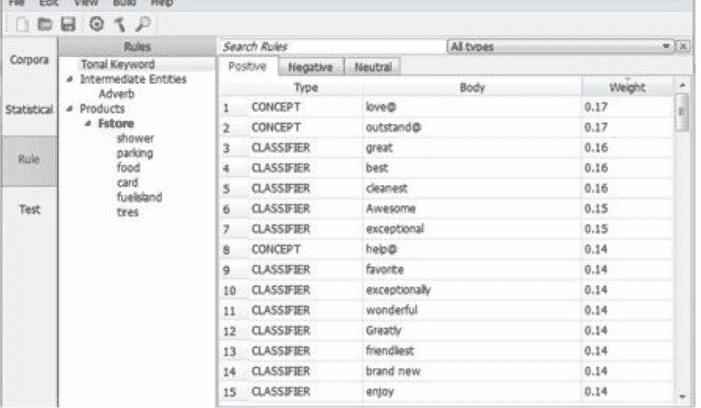 File Edit View Build Help
Corpora
Statistical
Rule
Test
Rules
Tonal Keyword
Intermediate Entities
Adverb
Products
Fstore
shower
parking
food
card
fuelisland
tires
Search Rules All types
Positive Negative Neutral
Type Body Weight
1 CONCEPT love@ 0.17
2 CONCEPT outstand@ 0.17
3 CLASSIFIER great 0.16
4 CLASSIFIER best 0.16
5 CLASSIFIER cleanest 0.16
6 CLASSIFIER Awesome 0.15
7 CLASSIFIER exceptional 0.15
8 CONCEPT help@ 0.14
9 CLASSIFIER favorite 0.14
10 CLASSIFIER exceptionally 0.14
11 CLASSIFIER wonderful 0.14
12 CLASSIFIER Greatly 0.14
13 CLASSIFIER friendliest 0.14
14 CLASSIFIER brand new 0.14
15 CLASSIFIER enjoy 0.14